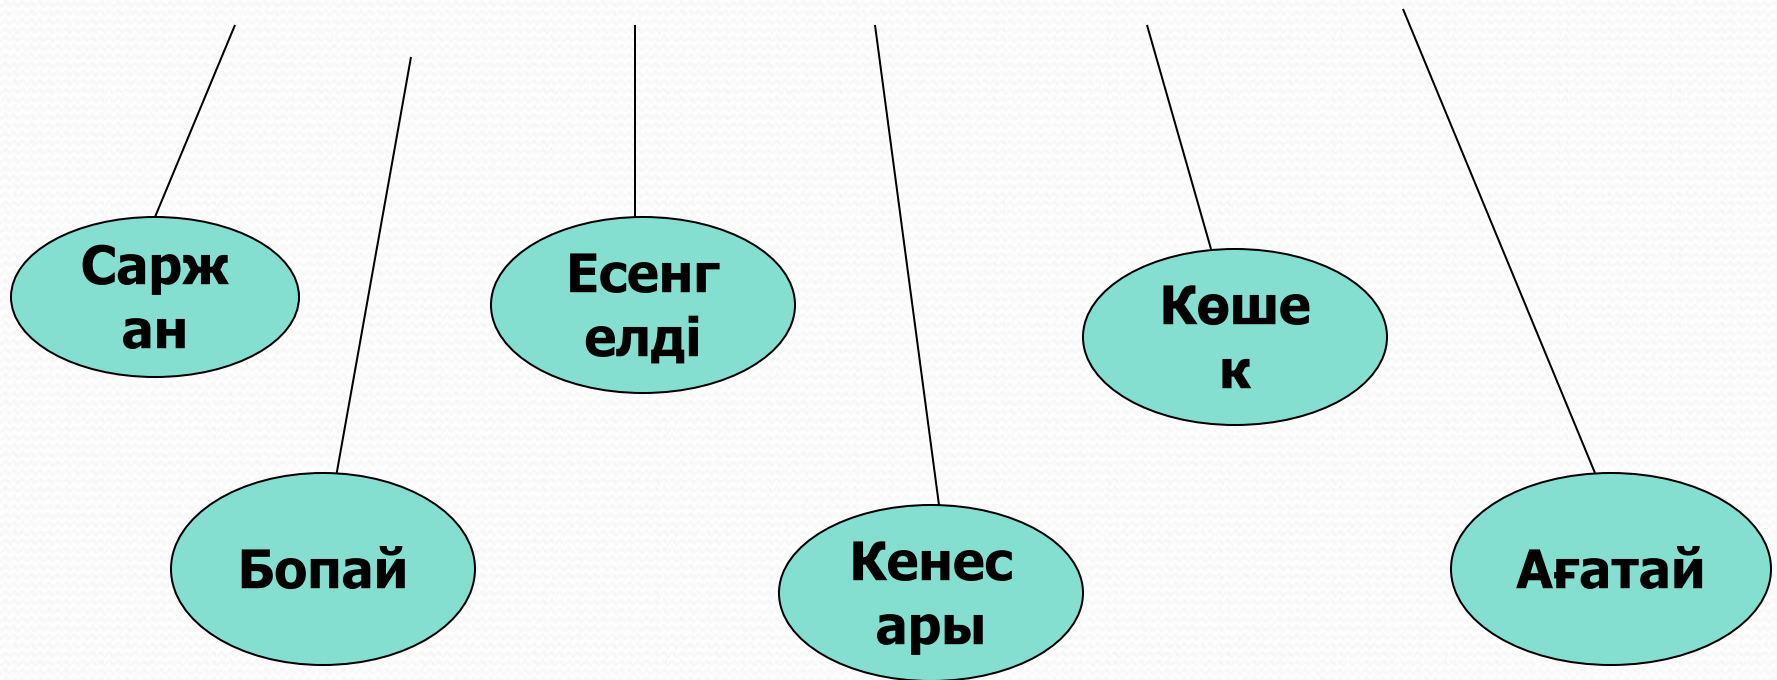 Сарж
ан
Бопай
Есенг
елді
Кенес
ары
Көше
к
Ағатай